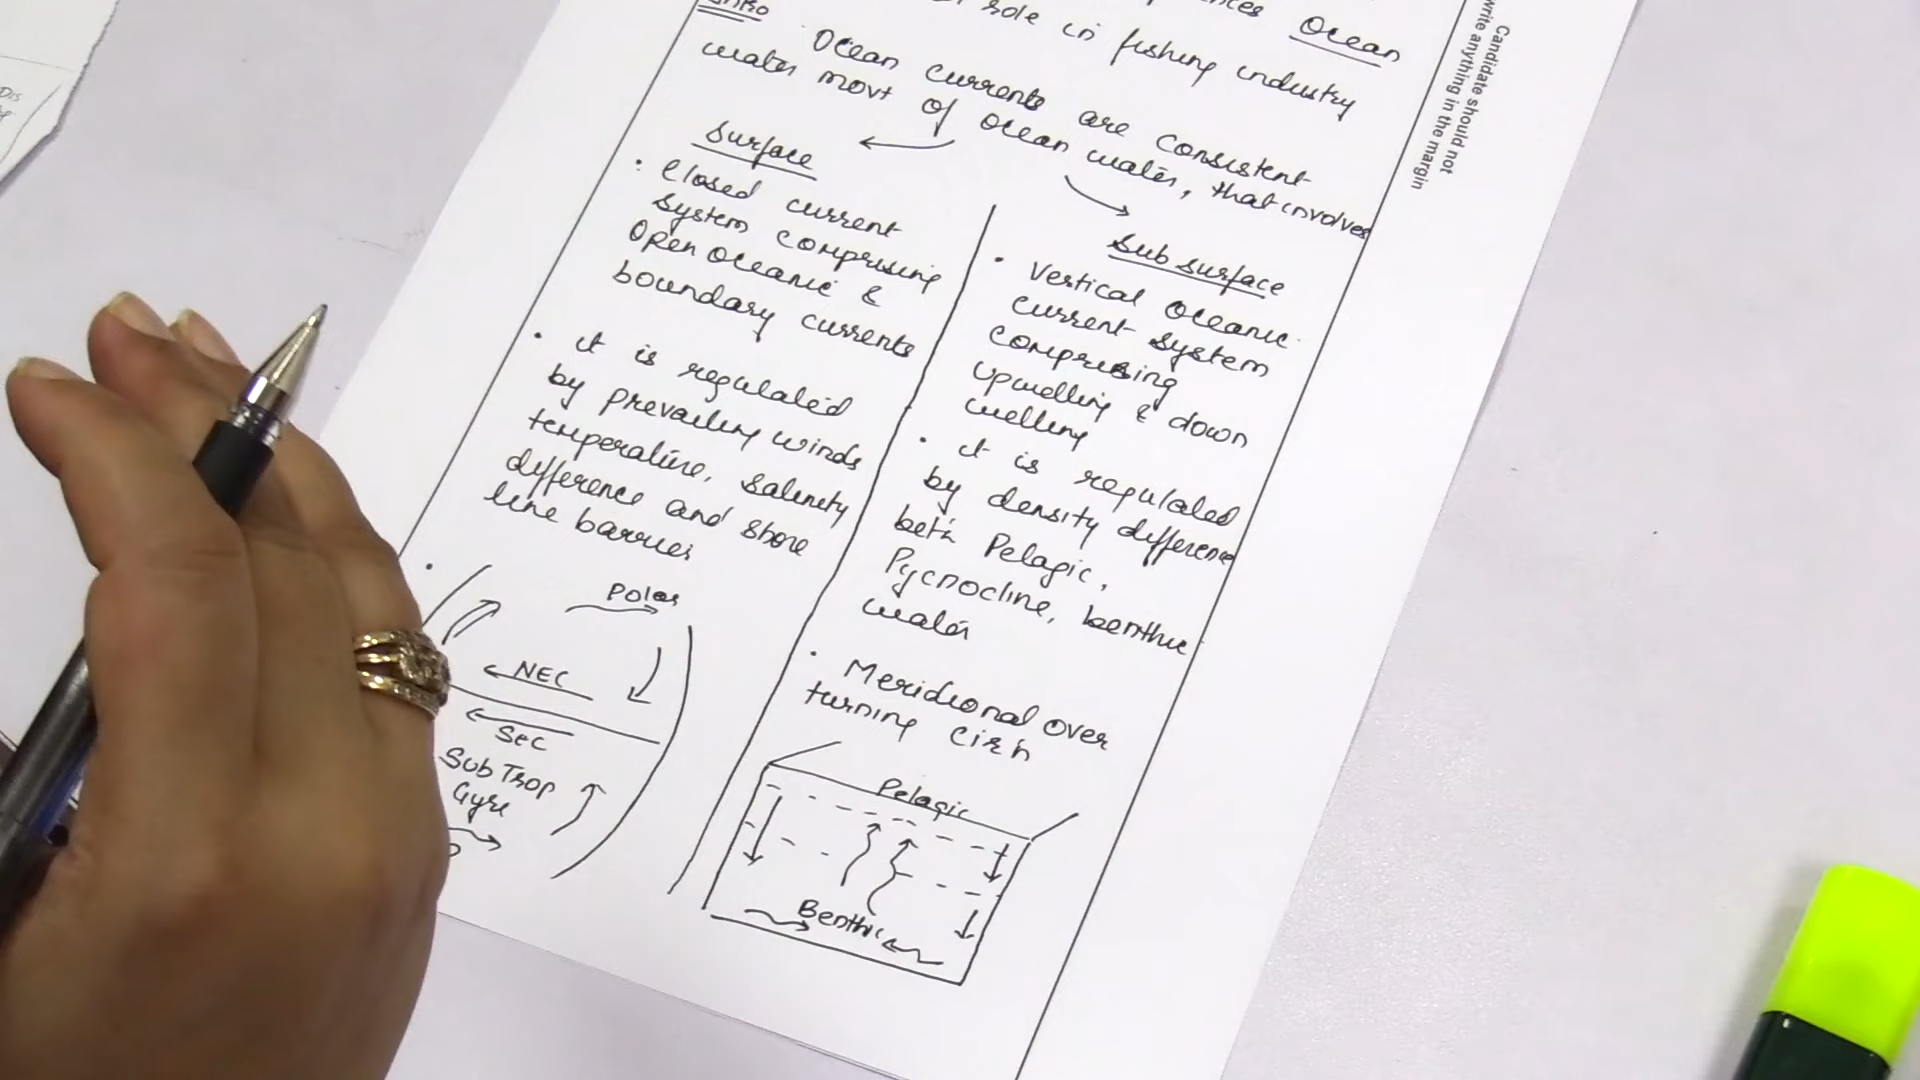 Ocean
role in fishing industry
Intro
Ocean currents are consistent
water movt of ocean water, that involves
Surface
• Closed current
system comprising
open oceanic &
boundary currents
• it is regulated
by prevailing winds
temperature, salinity
difference and shore
line barrier
Polar
NEC
SEC
Sub Trop
Gyre
Sub surface
• Vertical oceanic
current system
comprising
upwelling & down
welling
• it is regulated
by density difference
betn Pelagic,
Pycnocline, benthic
water
• Meridional over
turning circn
Pelagic
Benthic
Candidate should not
write anything in the margin